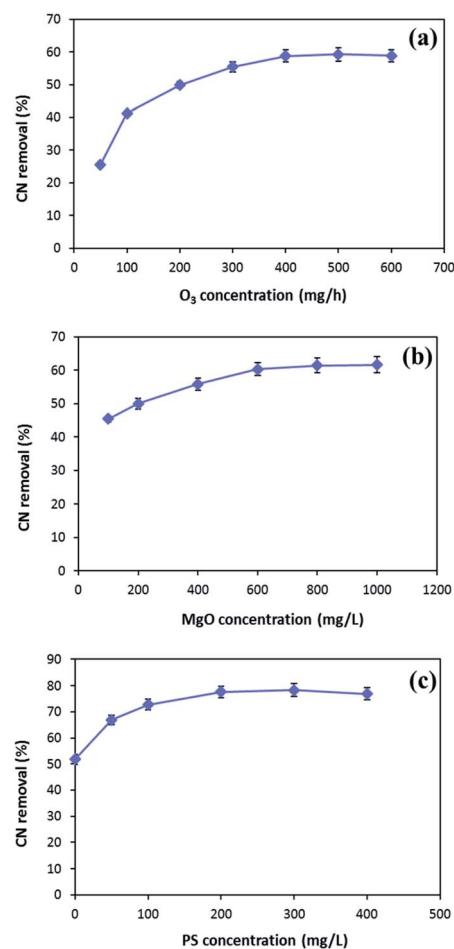 (a)
70
60
50
40
30
20
10
0
CN removal (%)
0 100 200 300 400 500 600 700
O₃ concentration (mg/h)
(b)
70
60
50
40
30
20
10
0
CN removal (%)
0 200 400 600 800 1000 1200
MgO concentration (mg/L)
(c)
90
80
70
60
50
40
30
20
10
0
CN removal (%)
0 100 200 300 400 500
PS concentration (mg/L)